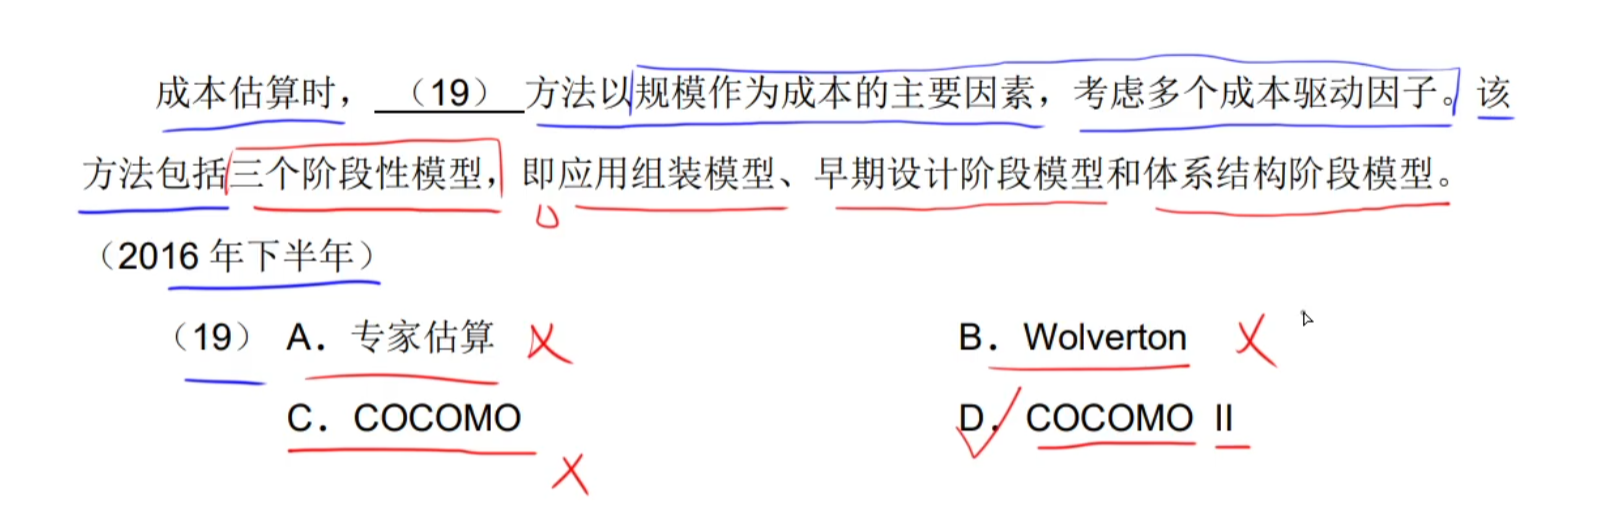 成本估算时，（19）方法以规模作为成本的主要因素，考虑多个成本驱动因子。该
方法包括三个阶段性模型，即应用组装模型、早期设计阶段模型和体系结构阶段模型。
（2016 年下半年）
（19） A．专家估算 B．Wolverton
C．COCOMO D．COCOMO II